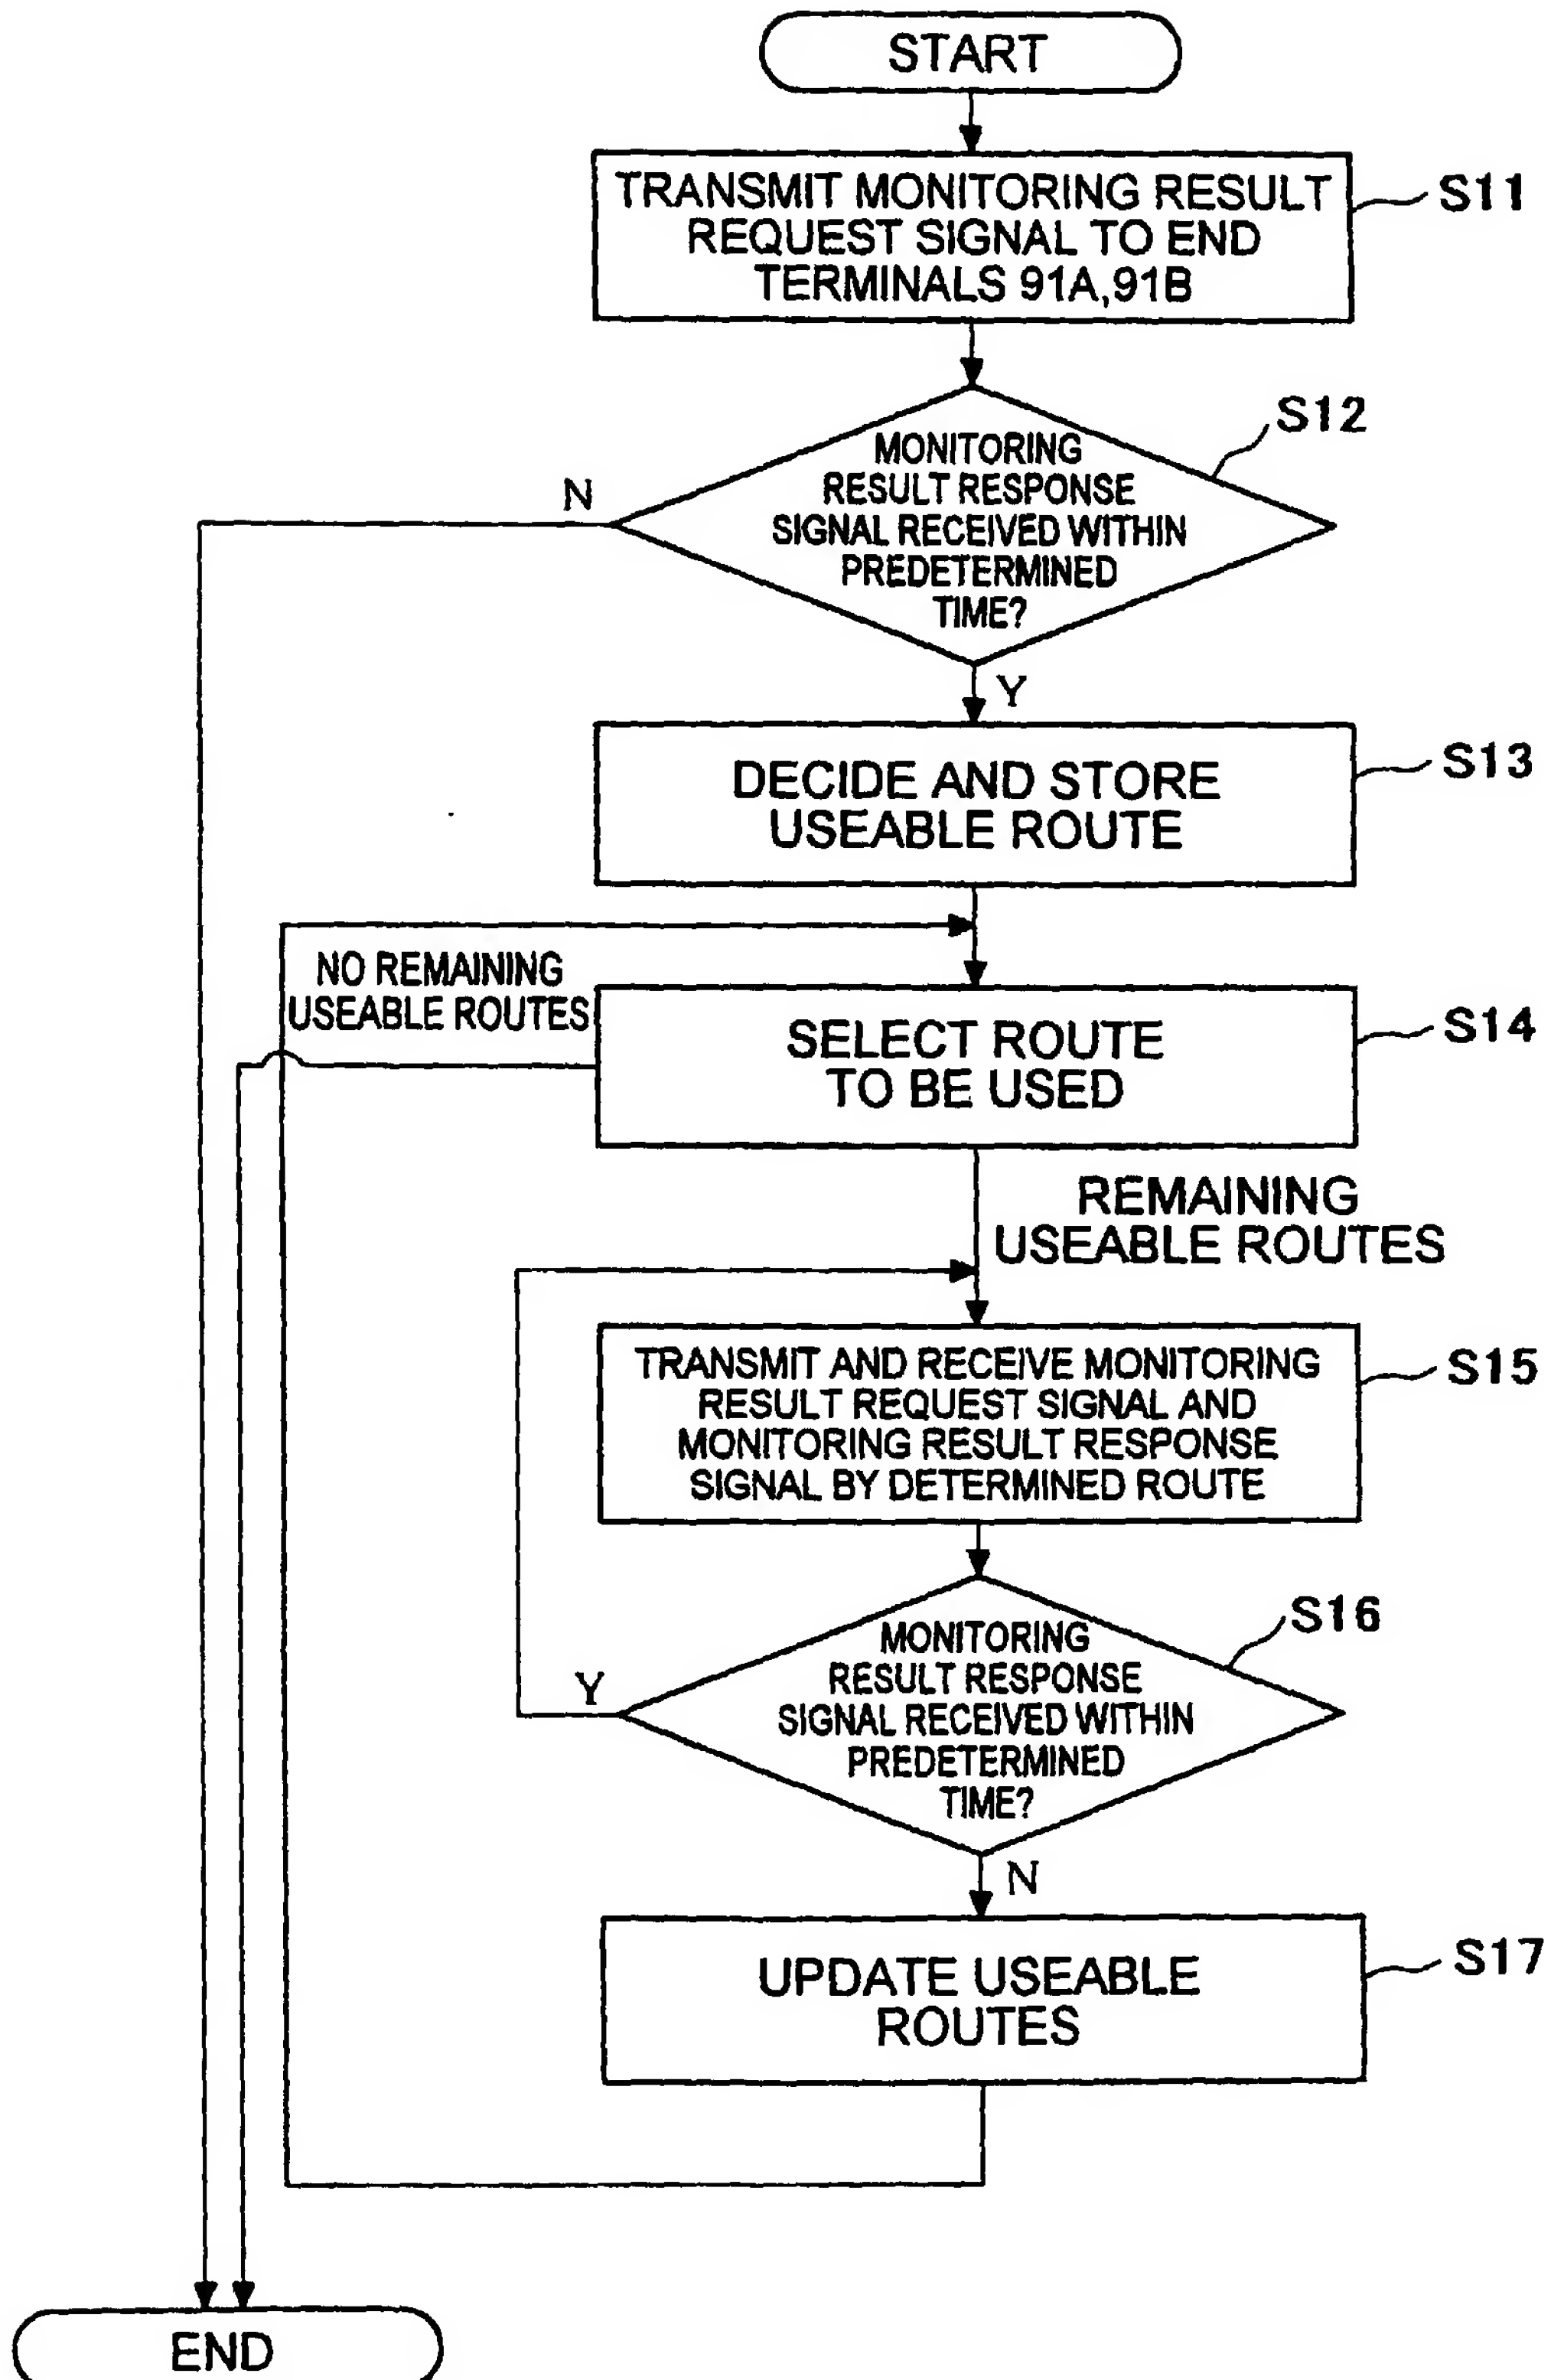 START
TRANSMIT MONITORING RESULT
REQUEST SIGNAL TO END
TERMINALS 91A,91B
S11
S12
MONITORING
RESULT RESPONSE
SIGNAL RECEIVED WITHIN
PREDETERMINED
TIME?
N
Y
DECIDE AND STORE
USEABLE ROUTE
S13
NO REMAINING
USEABLE ROUTES
SELECT ROUTE
TO BE USED
S14
REMAINING
USEABLE ROUTES
TRANSMIT AND RECEIVE MONITORING
RESULT REQUEST SIGNAL AND
MONITORING RESULT RESPONSE
SIGNAL BY DETERMINED ROUTE
S15
S16
MONITORING
RESULT RESPONSE
SIGNAL RECEIVED WITHIN
PREDETERMINED
TIME?
Y
N
UPDATE USEABLE
ROUTES
S17
END